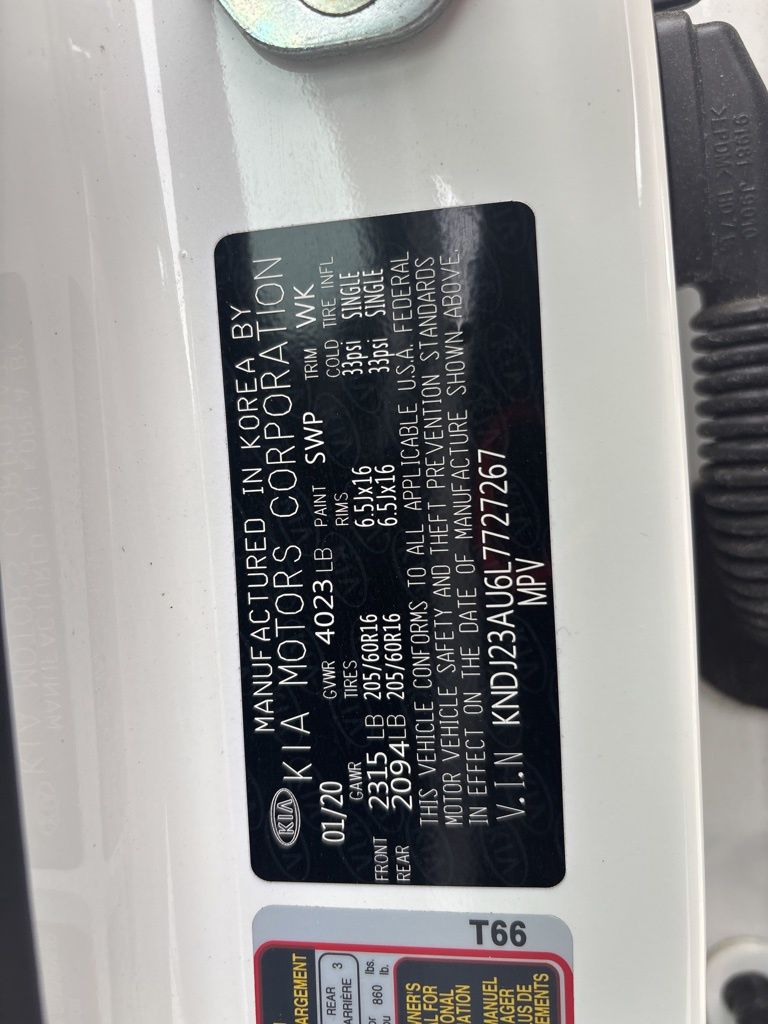 KIA
MANUFACTURED IN KOREA BY
KIA MOTORS CORPORATION
01/20 GVWR 4023 LB PAINT SWP TRIM WK
GAWR TIRES RIMS COLD TIRE INFL
FRONT 2315 LB 205/60R16 6.5Jx16 33psi SINGLE
REAR 2094LB 205/60R16 6.5Jx16 33psi SINGLE
THIS VEHICLE CONFORMS TO ALL APPLICABLE U.S.A. FEDERAL
MOTOR VEHICLE SAFETY AND THEFT PREVENTION STANDARDS
IN EFFECT ON THE DATE OF MANUFACTURE SHOWN ABOVE.
V.I.N KNDJ23AU6L7727267
MPV
ARGEMENT
REAR
ARRIÈRE 3
lbs.
860 lb.
T66